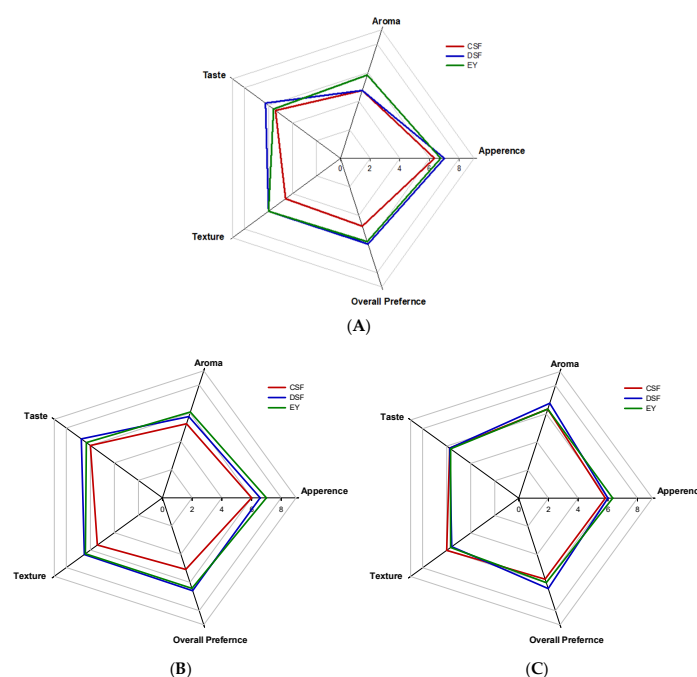 Aroma
CSF
DSF
EY
Taste
Apperence
0 2 4 6 8
Texture
Overall Prefernce
(A)
Aroma
CSF
DSF
EY
Taste
Apperence
0 2 4 6 8
Texture
Overall Prefernce
(B)
Aroma
CSF
DSF
EY
Taste
Apperence
0 2 4 6 8
Texture
Overall Prefernce
(C)